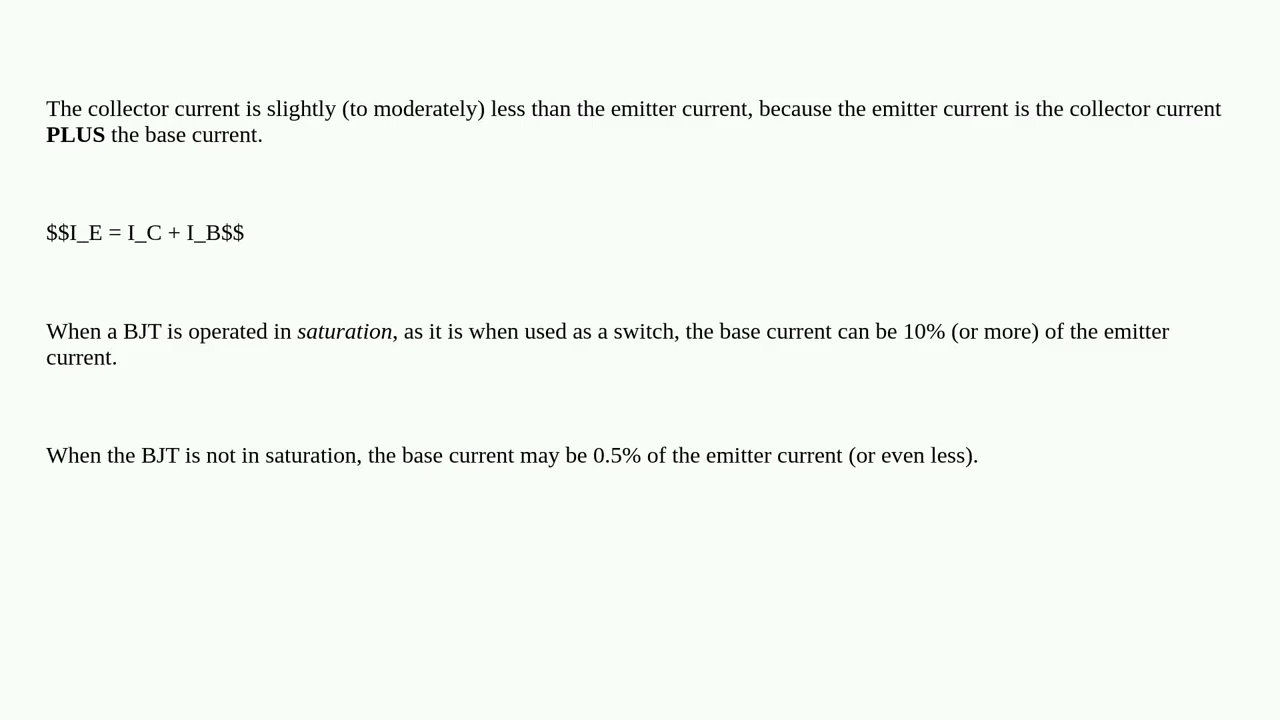 The collector current is slightly (to moderately) less than the emitter current, because the emitter current is the collector current
PLUS the base current.
$$I_E = I_C + I_B$$
When a BJT is operated in saturation, as it is when used as a switch, the base current can be 10% (or more) of the emitter
current.
When the BJT is not in saturation, the base current may be 0.5% of the emitter current (or even less).